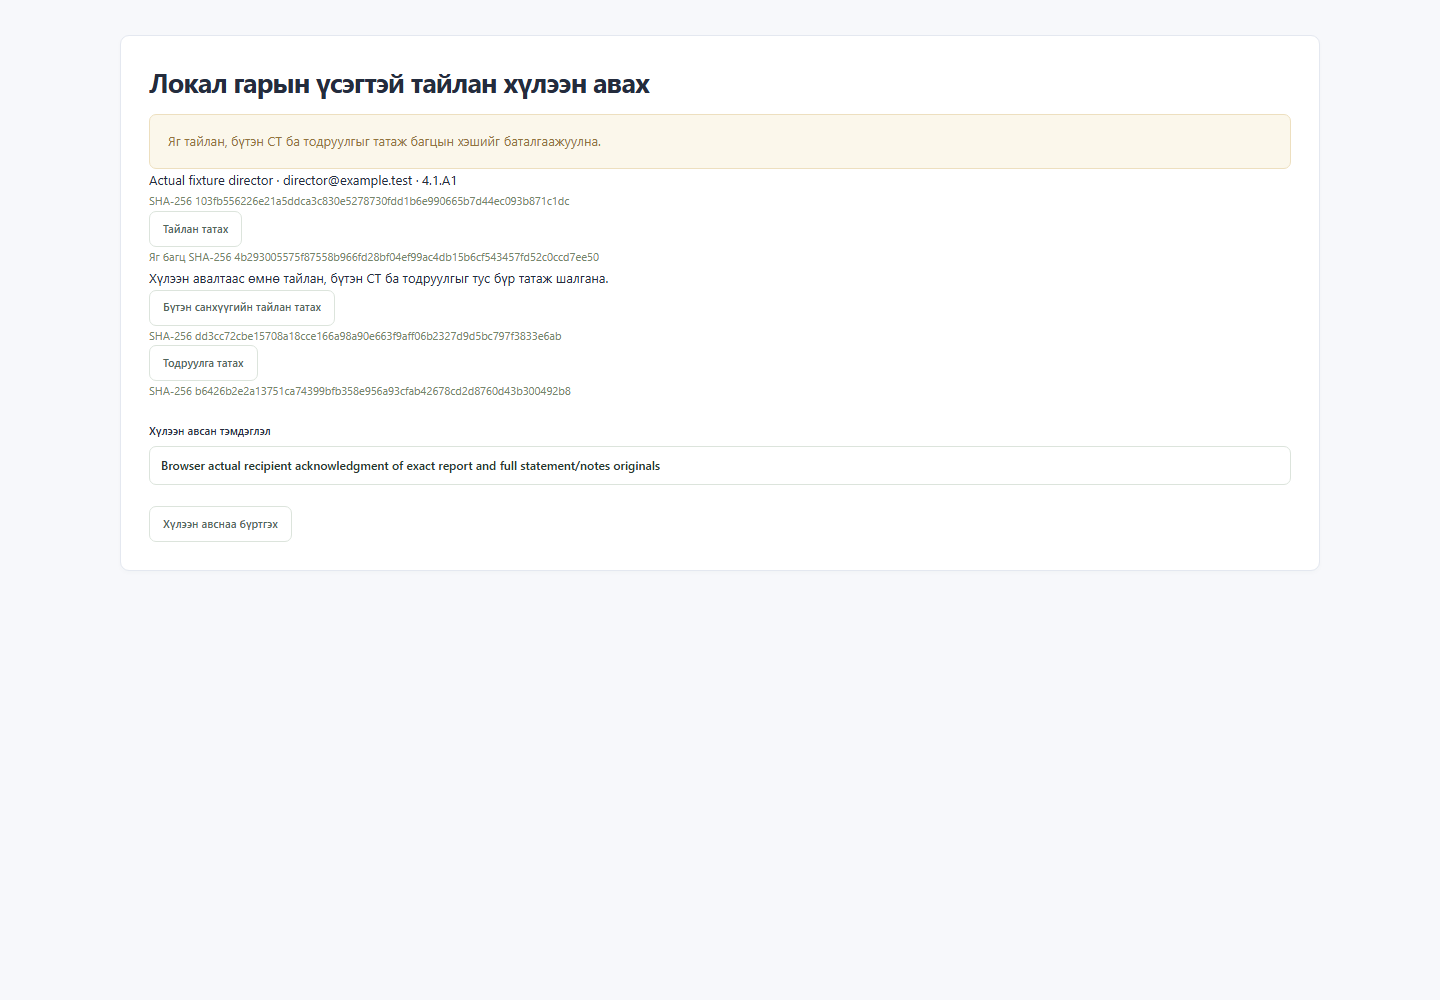 Локал гарын үсэгтэй тайлан хүлээн авах
Яг тайлан, бүтэн СТ ба тодруулгыг татаж багцын хэшийг баталгаажуулна.
Actual fixture director · director@example.test · 4.1.A1
SHA-256 103fb556226e21a5ddca3c830e5278730fdd1b6e990665b7d44ec093b871c1dc
Тайлан татах
Яг багц SHA-256 4b293005575f87558b966fd28bf04ef99ac4db15b6cf543457fd52c0ccd7ee50
Хүлээн авалтаас өмнө тайлан, бүтэн СТ ба тодруулгыг тус бүр татаж шалгана.
Бүтэн санхүүгийн тайлан татах
SHA-256 dd3cc72cbe15708a18cce166a98a90e663f9aff06b2327d9d5bc797f3833e6ab
Тодруулга татах
SHA-256 b6426b2e2a13751ca74399bfb358e956a93cfab42678cd2d8760d43b300492b8
Хүлээн авсан тэмдэглэл
Browser actual recipient acknowledgment of exact report and full statement/notes originals
Хүлээн авснаа бүртгэх